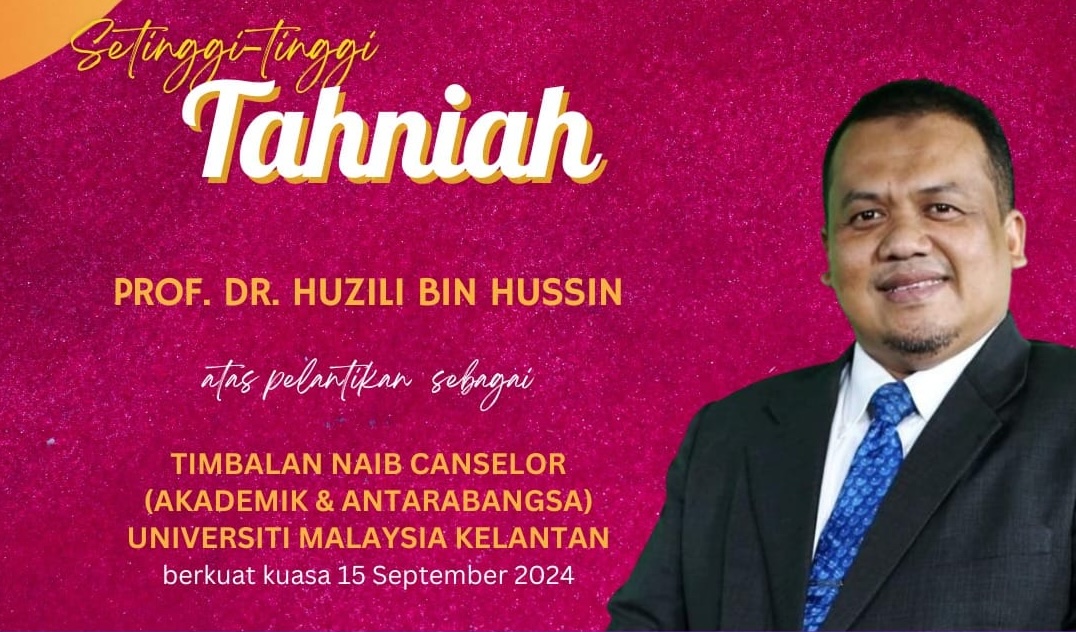 Setinggi-tinggi
Tahniah
PROF. DR. HUZILI BIN HUSSIN
atas pelantikan sebagai
TIMBALAN NAIB CANSELOR
(AKADEMIK & ANTARABANGSA)
UNIVERSITI MALAYSIA KELANTAN
berkuat kuasa 15 September 2024